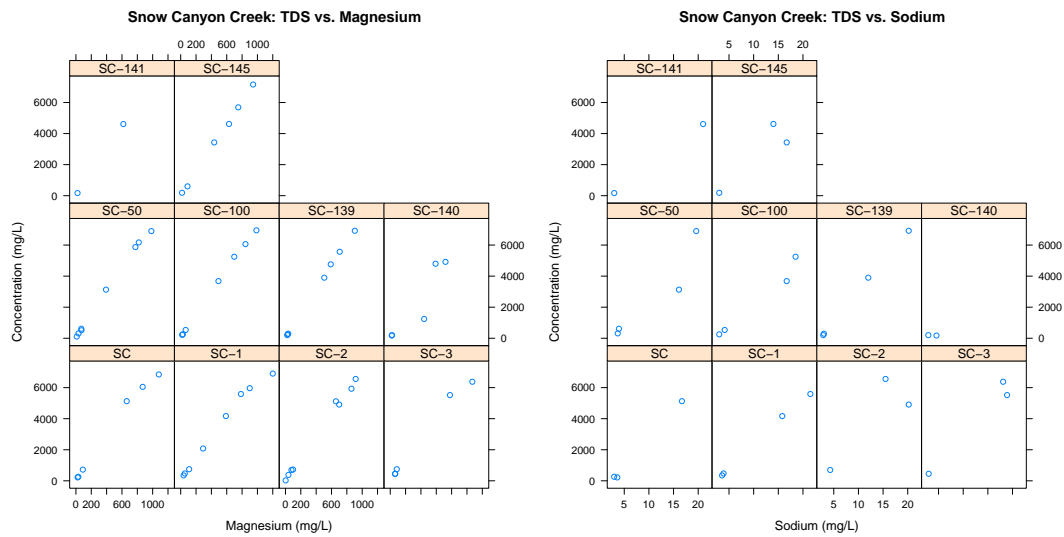 Snow Canyon Creek: TDS vs. Magnesium
0 200 600 1000
SC−141 SC−145
6000
4000
2000
0
SC−50 SC−100 SC−139 SC−140
6000
4000
2000
0
SC SC−1 SC−2 SC−3
6000
4000
2000
0
0 200 600 1000
0 200 600 1000
Concentration (mg/L)
Magnesium (mg/L)
Snow Canyon Creek: TDS vs. Sodium
5 10 15 20
SC−141 SC−145
6000
4000
2000
0
SC−50 SC−100 SC−139 SC−140
6000
4000
2000
0
SC SC−1 SC−2 SC−3
6000
4000
2000
0
5 10 15 20
5 10 15 20
Concentration (mg/L)
Sodium (mg/L)